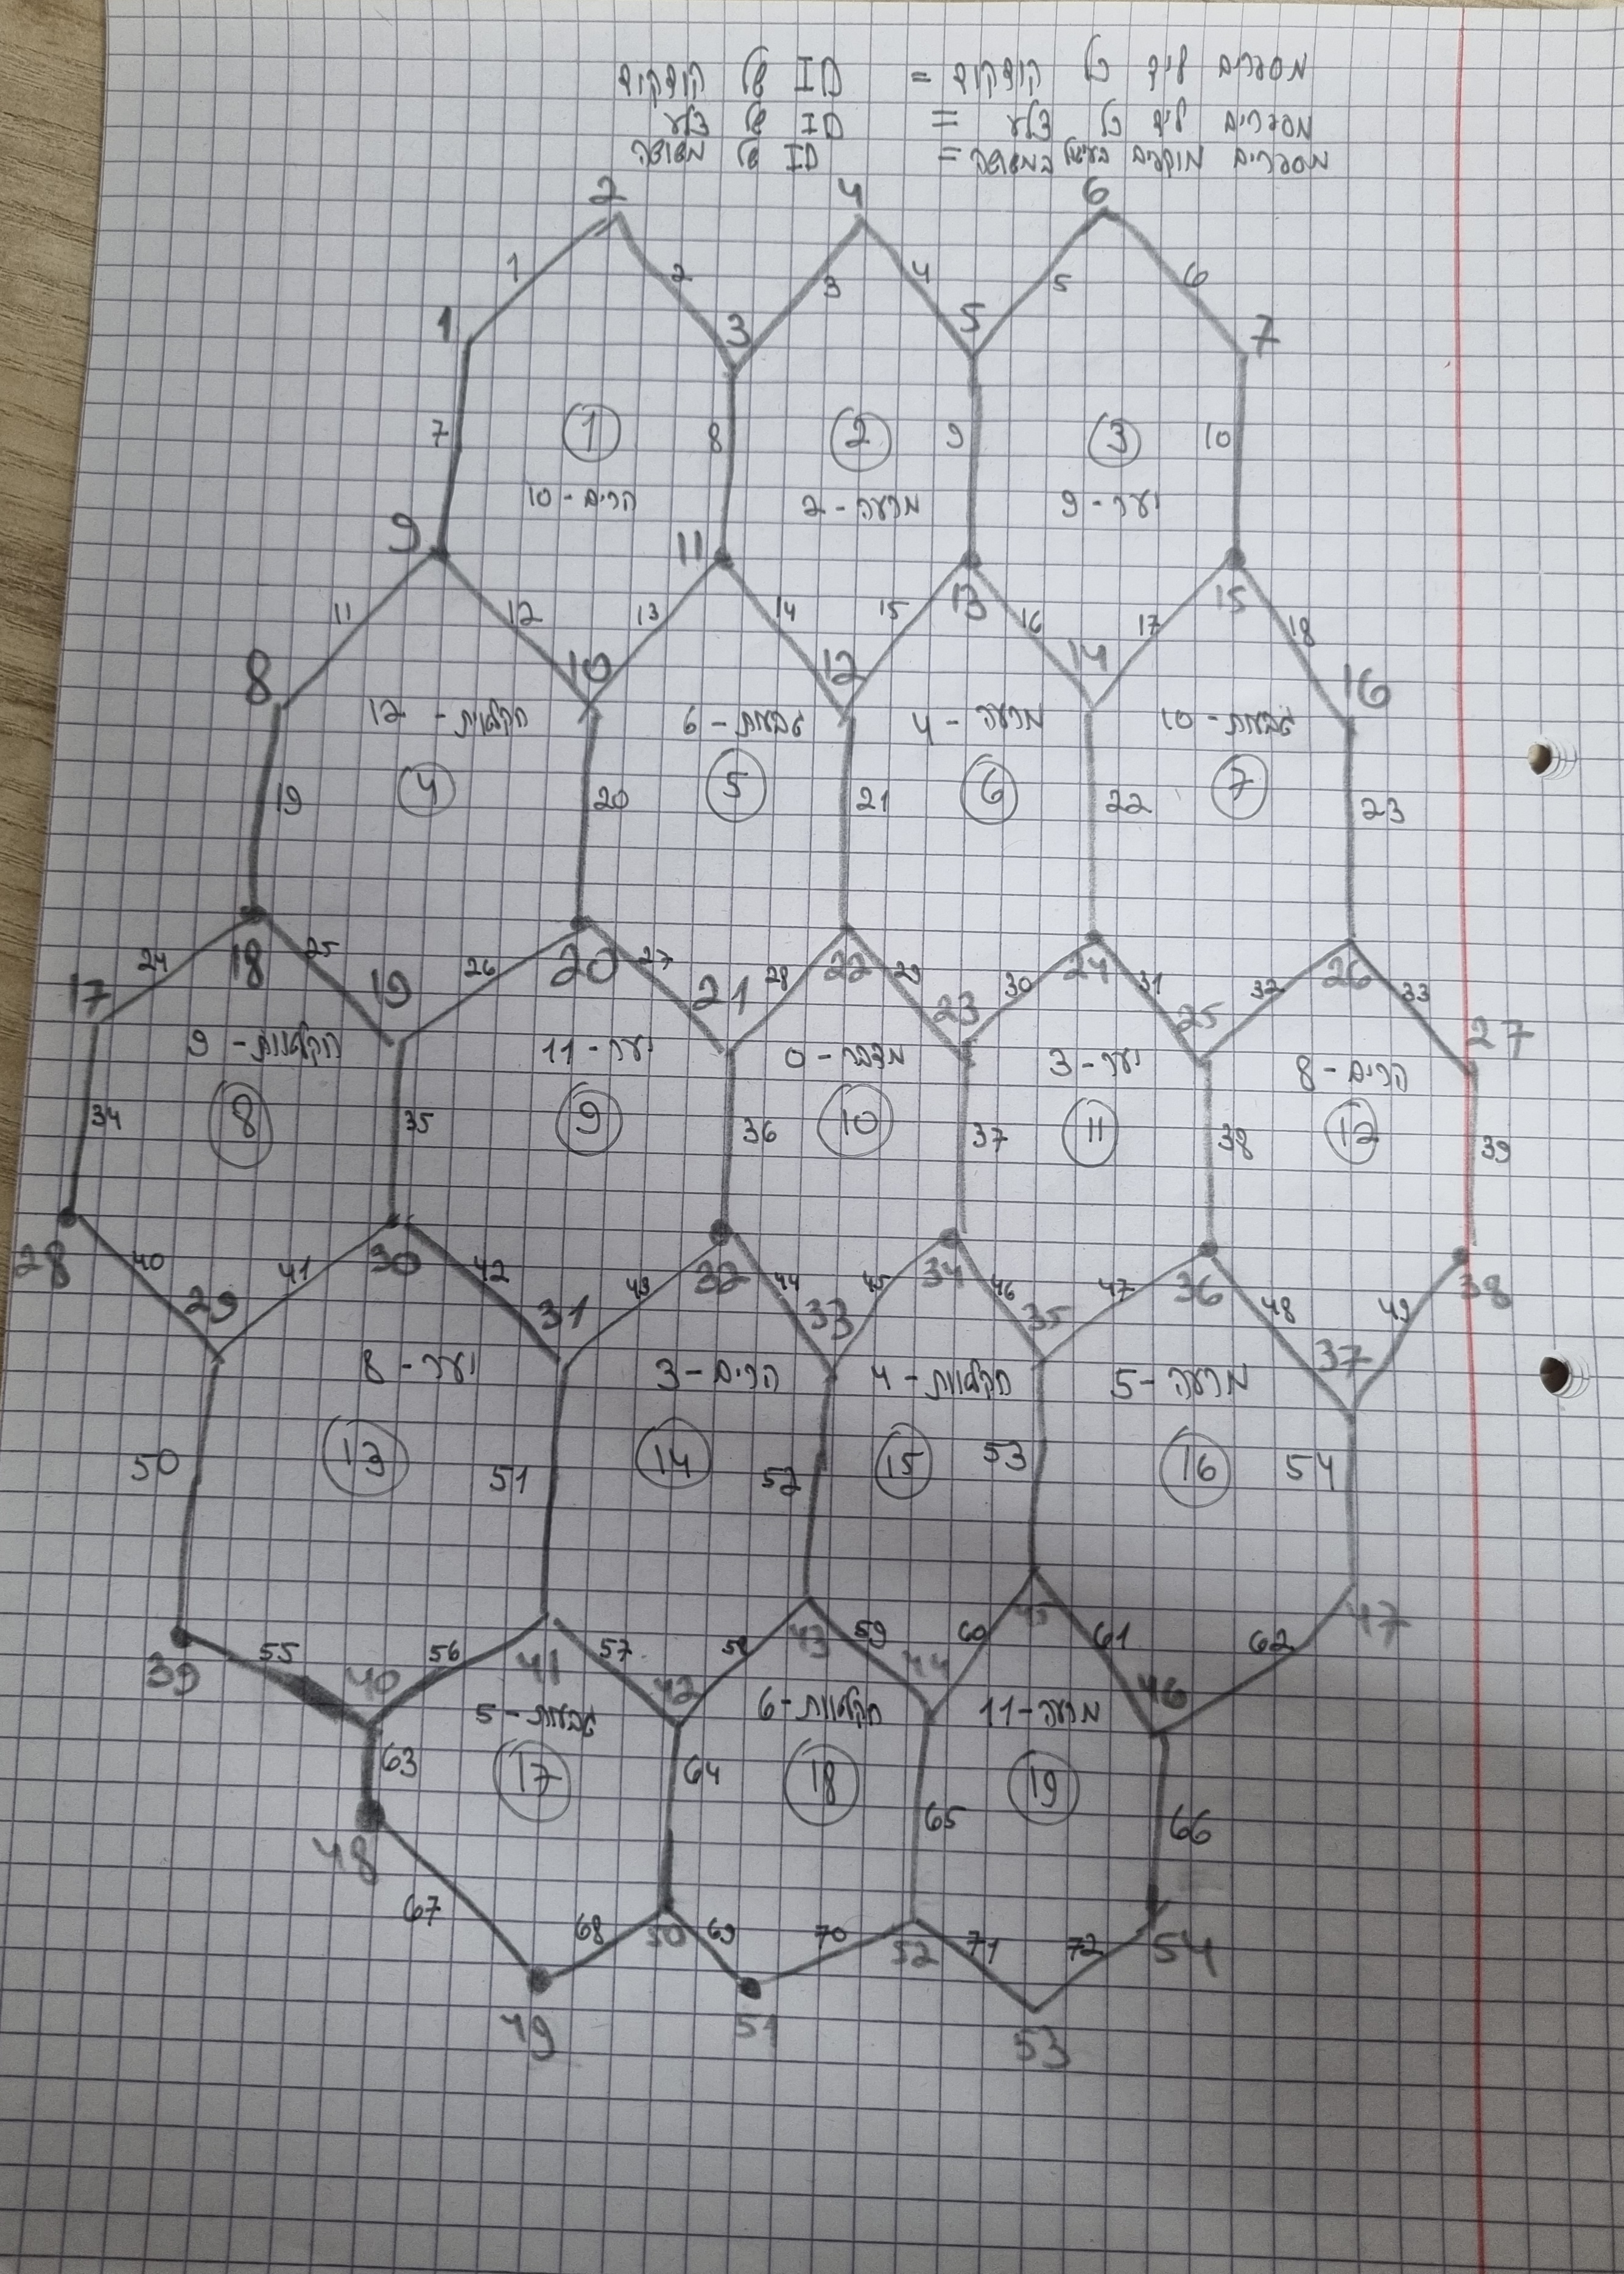 מספרים ליד כל קודקוד = ID של קודקוד
מספרים ליד כל צלע = ID של צלע
מספרים מוקפים בעיגול במשושה = ID של משושה
2 4 6
1 2 3 4 5 6
1 3 5 7
7 1 8 2 9 3 10
הרים - 10 מרעה - 2 יער - 9
9 11 13 15
11 12 13 14 15 16 17 18
8 10 12 14 16
חקלאות - 12 גבעות - 6 מרעה - 4 גבעות - 10
19 4 20 5 21 6 22 7 23
18 20 22 24 26
24 25 26 27 28 29 30 31 32 33
17 19 21 23 25 27
חקלאות - 9 יער - 11 מדבר - 0 יער - 3 הרים - 8
34 8 35 9 36 10 37 11 38 12 39
28 30 32 34 36 38
40 41 42 43 44 45 46 47 48 49
29 31 33 35 37
יער - 8 הרים - 3 חקלאות - 4 מרעה - 5
50 13 51 14 52 15 53 16 54
39 41 43 45 47
55 56 57 58 59 60 61 62
40 42 44 46
גבעות - 5 חקלאות - 6 מרעה - 11
63 17 64 18 65 19 66
48 50 52 54
67 68 69 70 71 72
49 51 53